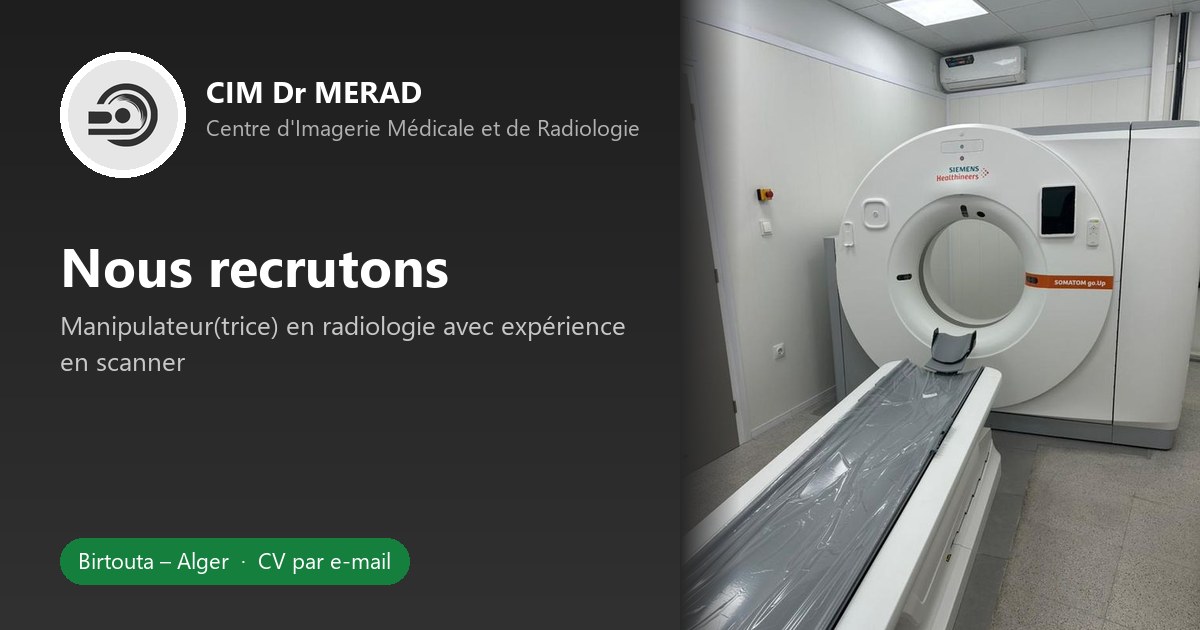 CIM Dr MERAD
Centre d'Imagerie Médicale et de Radiologie
Nous recrutons
Manipulateur(trice) en radiologie avec expérience
en scanner
Birtouta – Alger · CV par e-mail
SIEMENS
Healthineers
SOMATOM go.Up